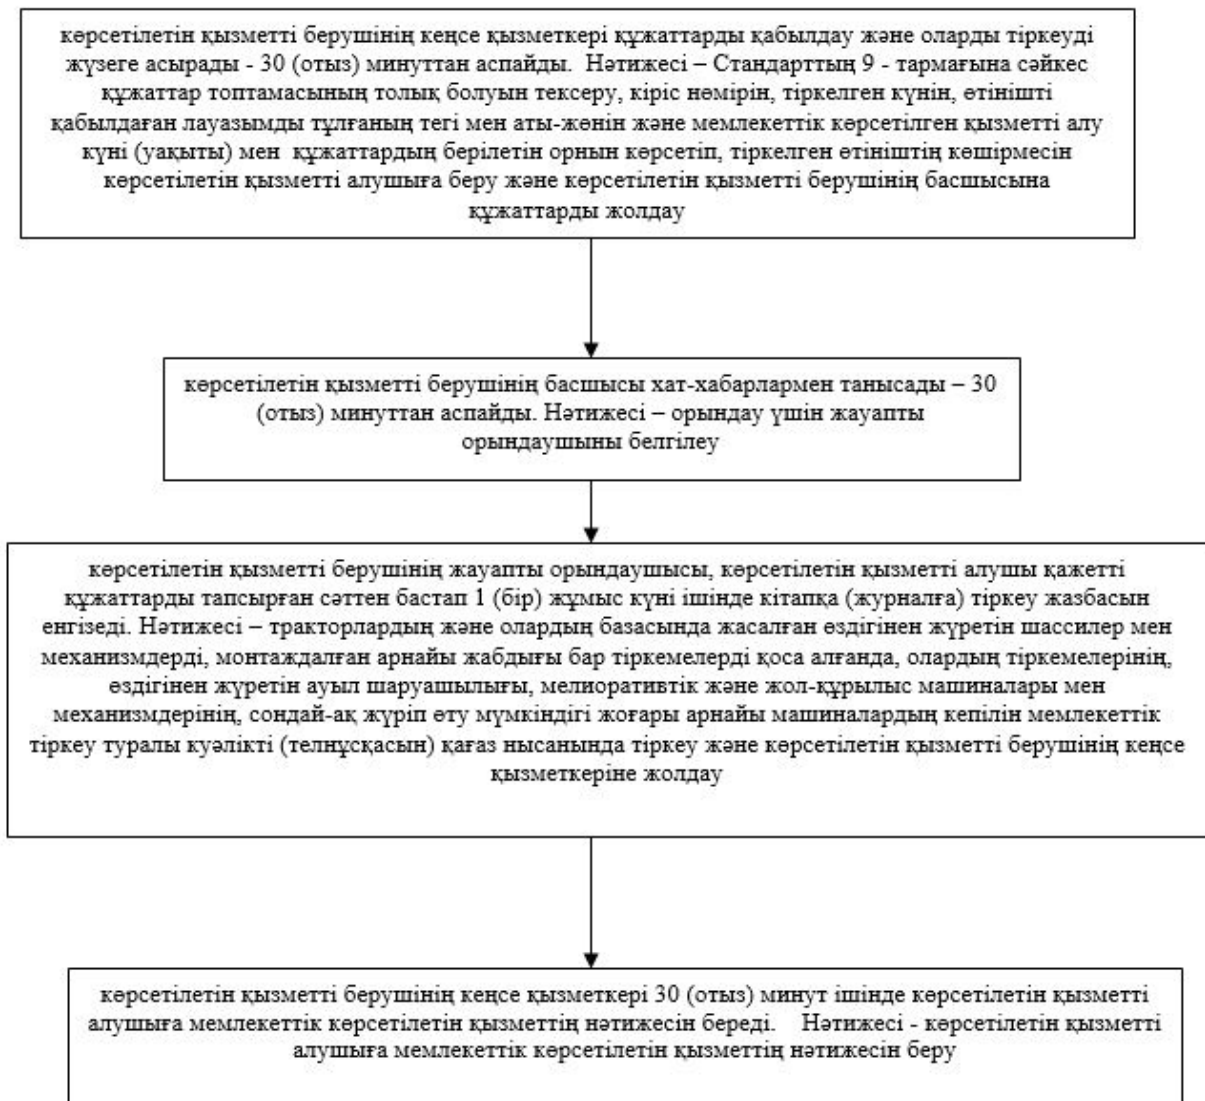 көрсетілетін қызметті берушінің кеңсе қызметкері құжаттарды қабылдау және оларды тіркеуді
жүзеге асырады - 30 (отыз) минуттан аспайды. Нәтижесі – Стандарттың 9 - тармағына сәйкес
құжаттар топтамасының толық болуын тексеру, кіріс нөмірін, тіркелген күнін, өтінішті
қабылдаған лауазымды тұлғаның тегі мен аты-жөнін және мемлекеттік көрсетілген қызметті алу
күні (уақыты) мен құжаттардың берілетін орнын көрсетіп, тіркелген өтініштің көшірмесін
көрсетілетін қызметті алушыға беру және көрсетілетін қызметті берушінің басшысына
құжаттарды жолдау
көрсетілетін қызметті берушінің басшысы хат-хабарлармен танысады – 30
(отыз) минуттан аспайды. Нәтижесі – орындау үшін жауапты
орындаушыны белгілеу
көрсетілетін қызметті берушінің жауапты орындаушысы, көрсетілетін қызметті алушы қажетті
құжаттарды тапсырған сәттен бастап 1 (бір) жұмыс күні ішінде кітапқа (журналға) тіркеу жазбасын
енгізеді. Нәтижесі – тракторлардың және олардың базасында жасалған өздігінен жүретін шассилер мен
механизмдерді, монтаждалған арнайы жабдығы бар тіркемелерді қоса алғанда, олардың тіркемелерінің,
өздігінен жүретін ауыл шаруашылығы, мелиоративтік және жол-құрылыс машиналары мен
механизмдерінің, сондай-ақ жүріп өту мүмкіндігі жоғары арнайы машиналардың кепілін мемлекеттік
тіркеу туралы куәлікті (телнұсқасын) қағаз нысанында тіркеу және көрсетілетін қызметті берушінің кеңсе
қызметкеріне жолдау
көрсетілетін қызметті берушінің кеңсе қызметкері 30 (отыз) минут ішінде көрсетілетін қызметті
алушыға мемлекеттік көрсетілетін қызметтің нәтижесін береді. Нәтижесі - көрсетілетін қызметті
алушыға мемлекеттік көрсетілетін қызметтің нәтижесін беру